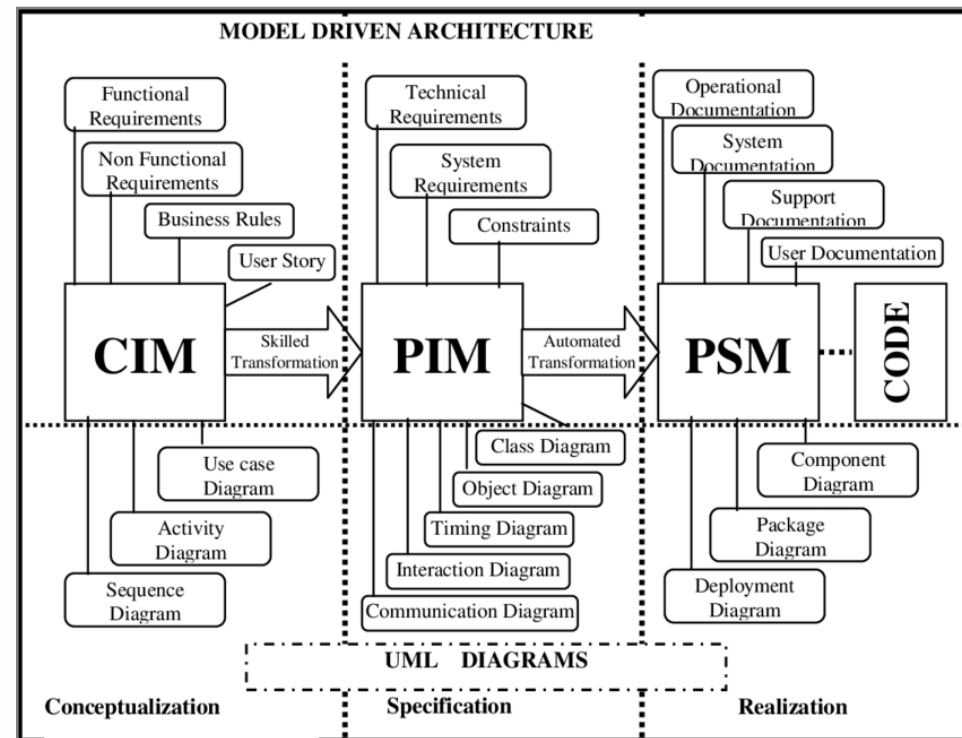 MODEL DRIVEN ARCHITECTURE
Functional
Requirements
Non Functional
Requirements
Business Rules
User Story
Technical
Requirements
System
Requirements
Constraints
Operational
Documentation
System
Documentation
Support
Documentation
User Documentation
CIM
Skilled
Transformation
PIM
Automated
Transformation
PSM
CODE
Use case
Diagram
Activity
Diagram
Sequence
Diagram
Class Diagram
Object Diagram
Timing Diagram
Interaction Diagram
Communication Diagram
Component
Diagram
Package
Diagram
Deployment
Diagram
UML DIAGRAMS
Conceptualization
Specification
Realization